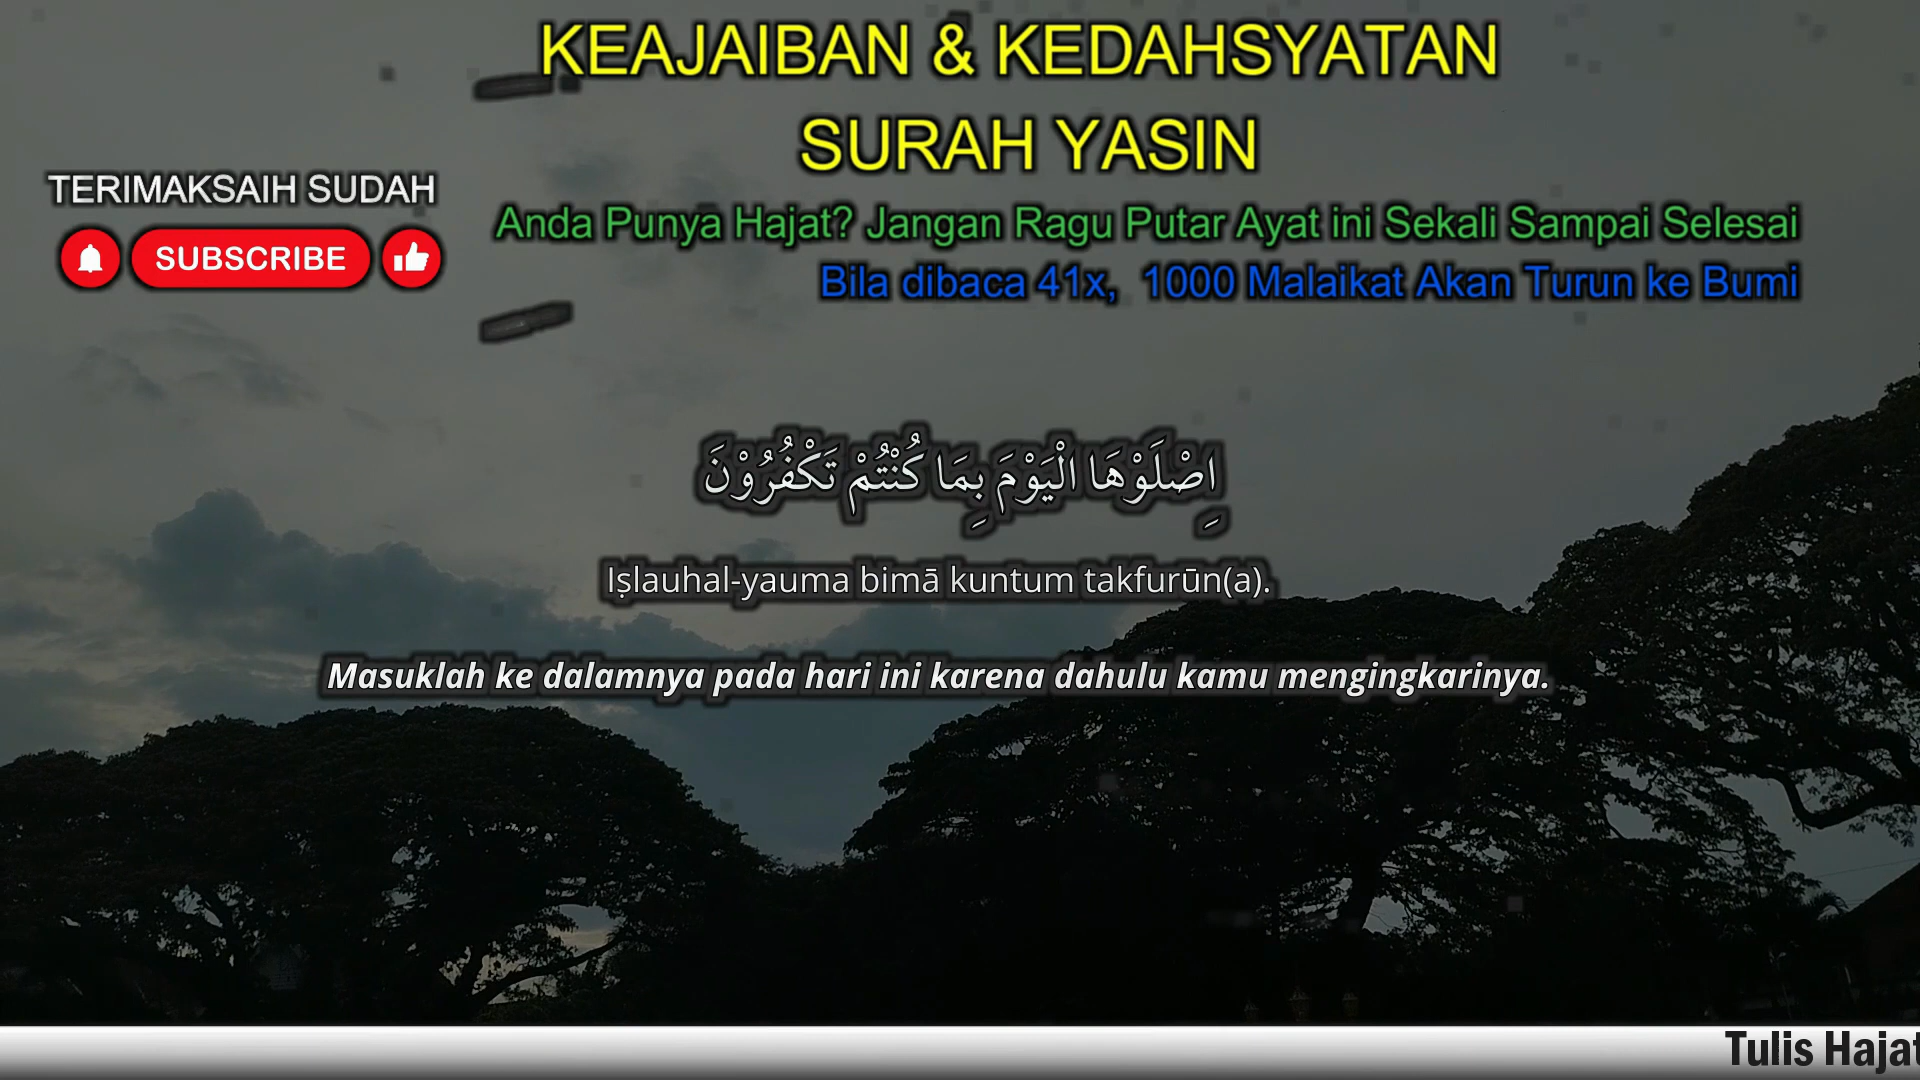 KEAJAIBAN & KEDAHSYATAN
SURAH YASIN
TERIMAKSAIH SUDAH
SUBSCRIBE
Anda Punya Hajat? Jangan Ragu Putar Ayat ini Sekali Sampai Selesai
Bila dibaca 41x, 1000 Malaikat Akan Turun ke Bumi
اِصْلَوْهَا الْيَوْمَ بِمَا كُنْتُمْ تَكْفُرُوْنَ
Iṣlauhal-yauma bimā kuntum takfurūn(a).
Masuklah ke dalamnya pada hari ini karena dahulu kamu mengingkarinya.
Tulis Hajat